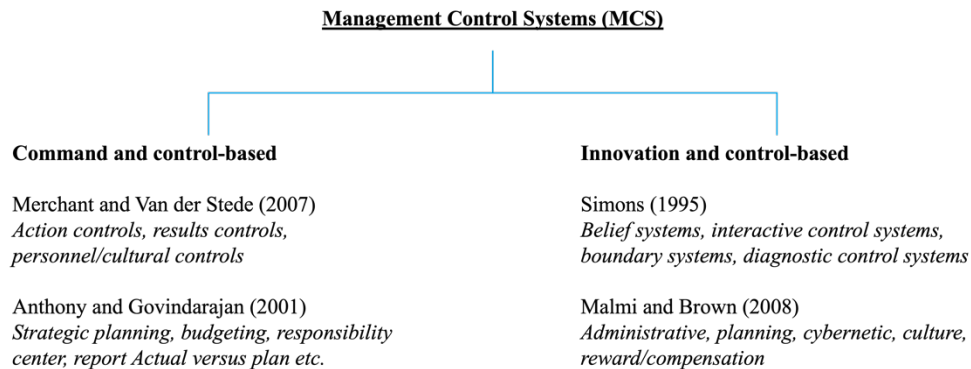 Management Control Systems (MCS)
Command and control-based
Merchant and Van der Stede (2007)
Action controls, results controls,
personnel/cultural controls
Anthony and Govindarajan (2001)
Strategic planning, budgeting, responsibility
center, report Actual versus plan etc.
Innovation and control-based
Simons (1995)
Belief systems, interactive control systems,
boundary systems, diagnostic control systems
Malmi and Brown (2008)
Administrative, planning, cybernetic, culture,
reward/compensation